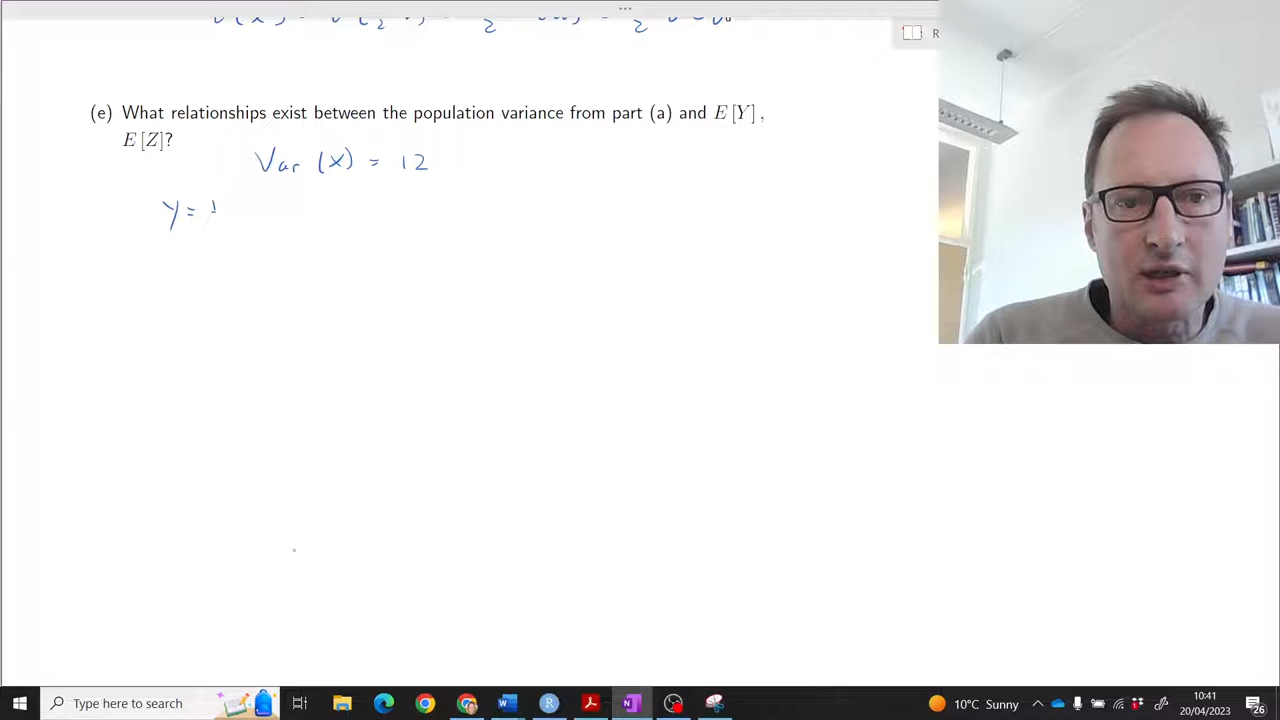 (e) What relationships exist between the population variance from part (a) and E [Y] ,
E [Z]?
Var (X) = 12
Y =
R
Type here to search
10°C Sunny
10:41
20/04/2023
26